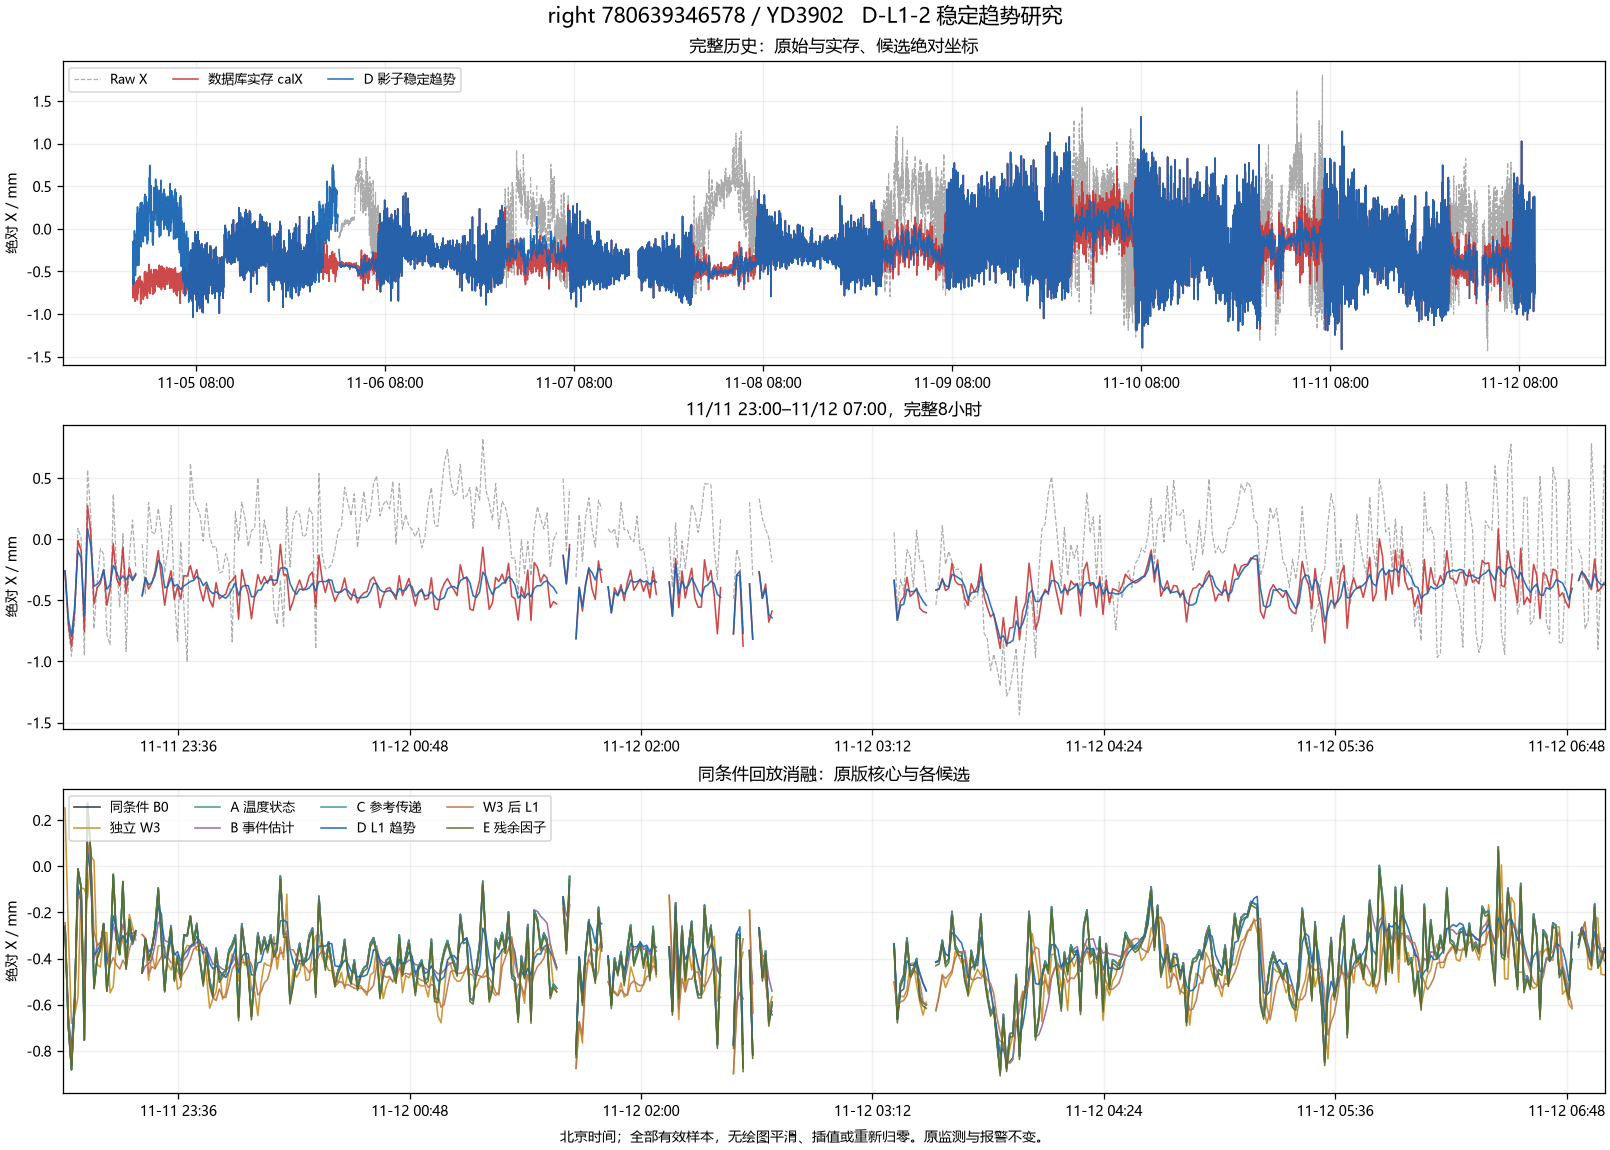 right 780639346578 / YD3902 D-L1-2 稳定趋势研究
完整历史：原始与实存、候选绝对坐标
Raw X 数据库实存 calX D 影子稳定趋势
绝对 X / mm
1.5
1.0
0.5
0.0
-0.5
-1.0
-1.5
11-05 08:00 11-06 08:00 11-07 08:00 11-08 08:00 11-09 08:00 11-10 08:00 11-11 08:00 11-12 08:00
11/11 23:00–11/12 07:00，完整8小时
绝对 X / mm
0.5
0.0
-0.5
-1.0
-1.5
11-11 23:36 11-12 00:48 11-12 02:00 11-12 03:12 11-12 04:24 11-12 05:36 11-12 06:48
同条件回放消融：原版核心与各候选
同条件 B0 A 温度状态 C 参考传递 W3 后 L1
独立 W3 B 事件估计 D L1 趋势 E 残余因子
绝对 X / mm
0.2
0.0
-0.2
-0.4
-0.6
-0.8
11-11 23:36 11-12 00:48 11-12 02:00 11-12 03:12 11-12 04:24 11-12 05:36 11-12 06:48
北京时间；全部有效样本，无绘图平滑、插值或重新归零。原监测与报警不变。